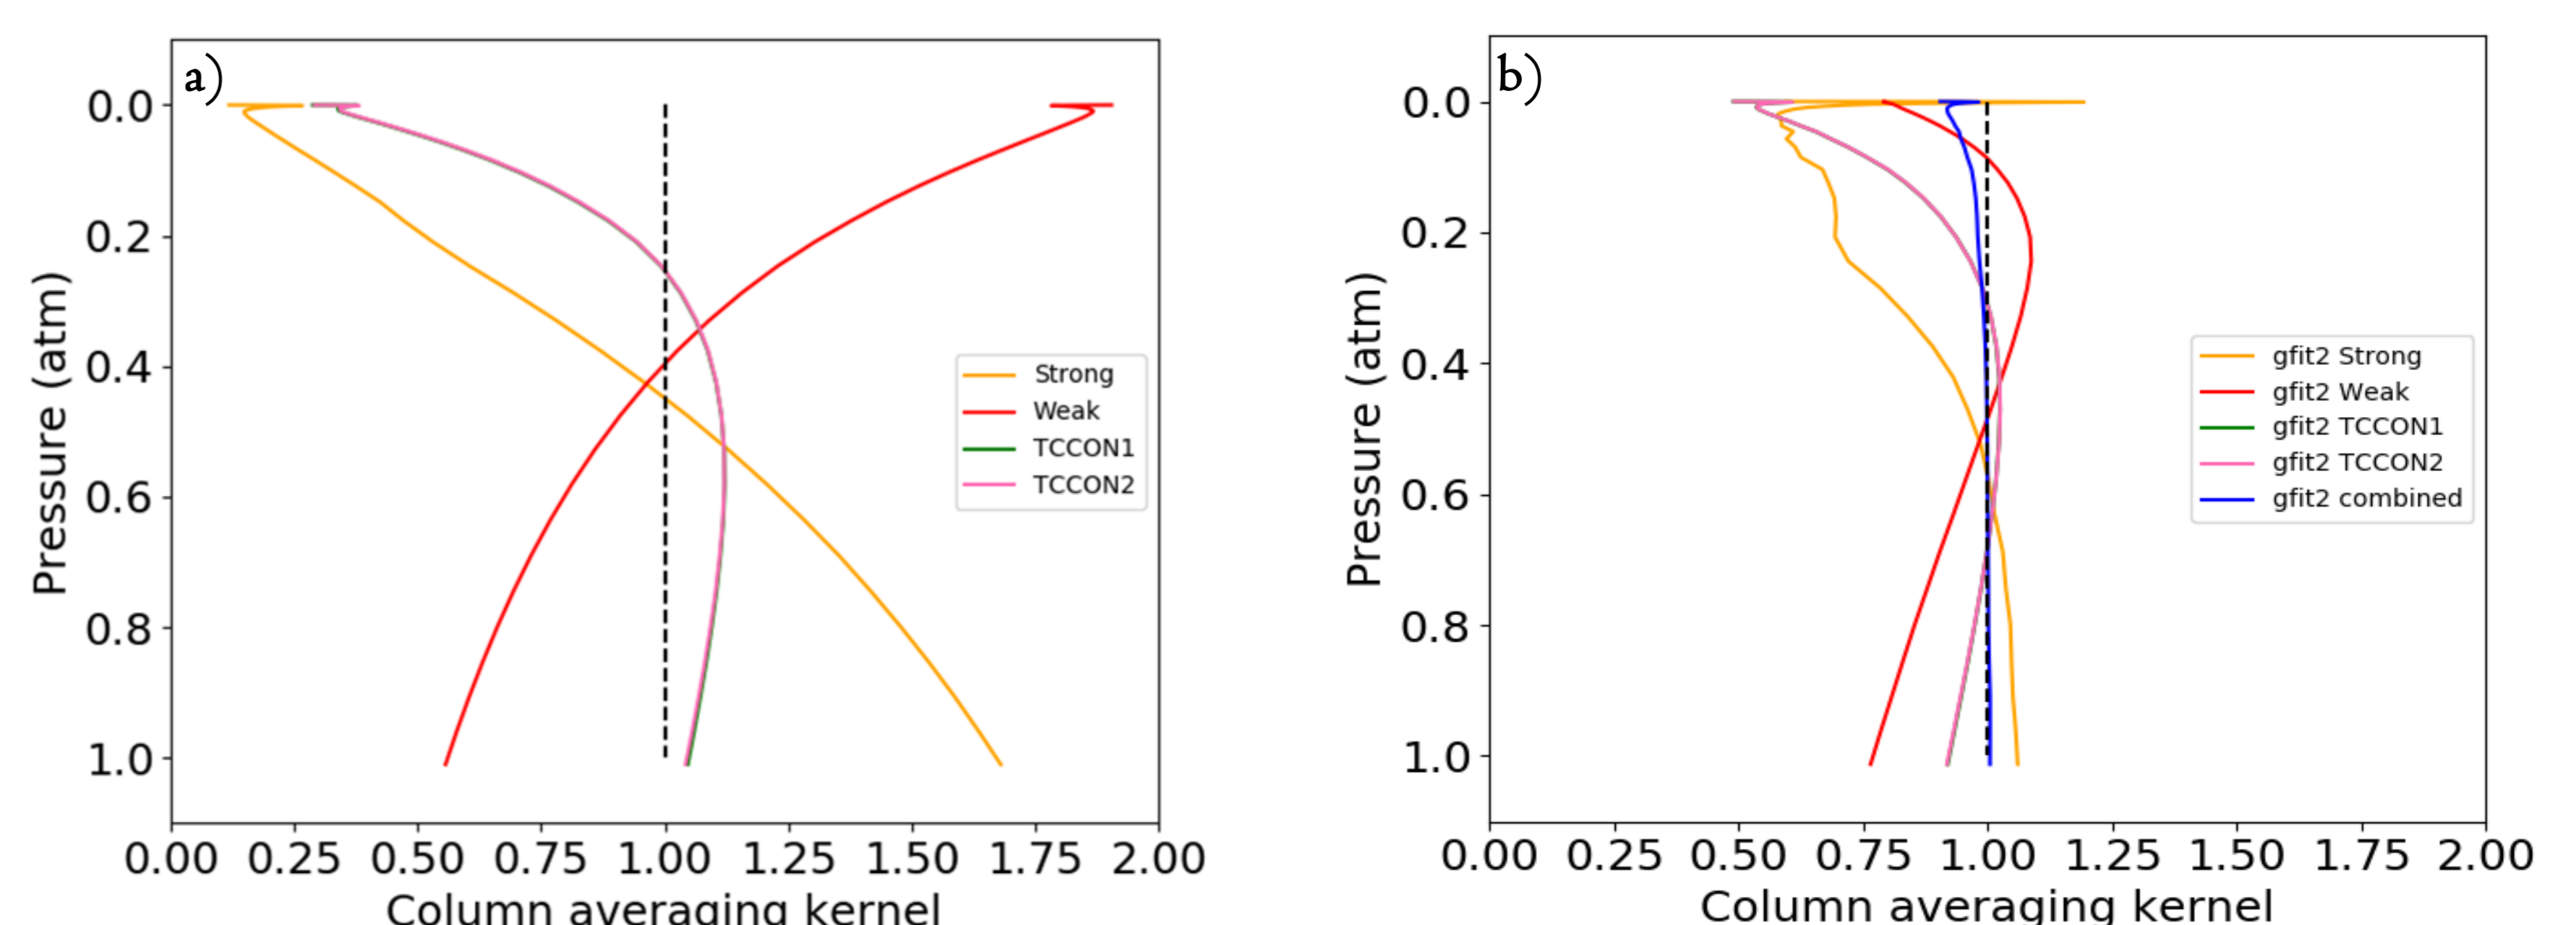 a)
0.0
0.2
0.4
0.6
0.8
1.0
Pressure (atm)
Strong
Weak
TCCON1
TCCON2
0.00 0.25 0.50 0.75 1.00 1.25 1.50 1.75 2.00
Column averaging kernel
b)
0.0
0.2
0.4
0.6
0.8
1.0
Pressure (atm)
gfit2 Strong
gfit2 Weak
gfit2 TCCON1
gfit2 TCCON2
gfit2 combined
0.00 0.25 0.50 0.75 1.00 1.25 1.50 1.75 2.00
Column averaging kernel